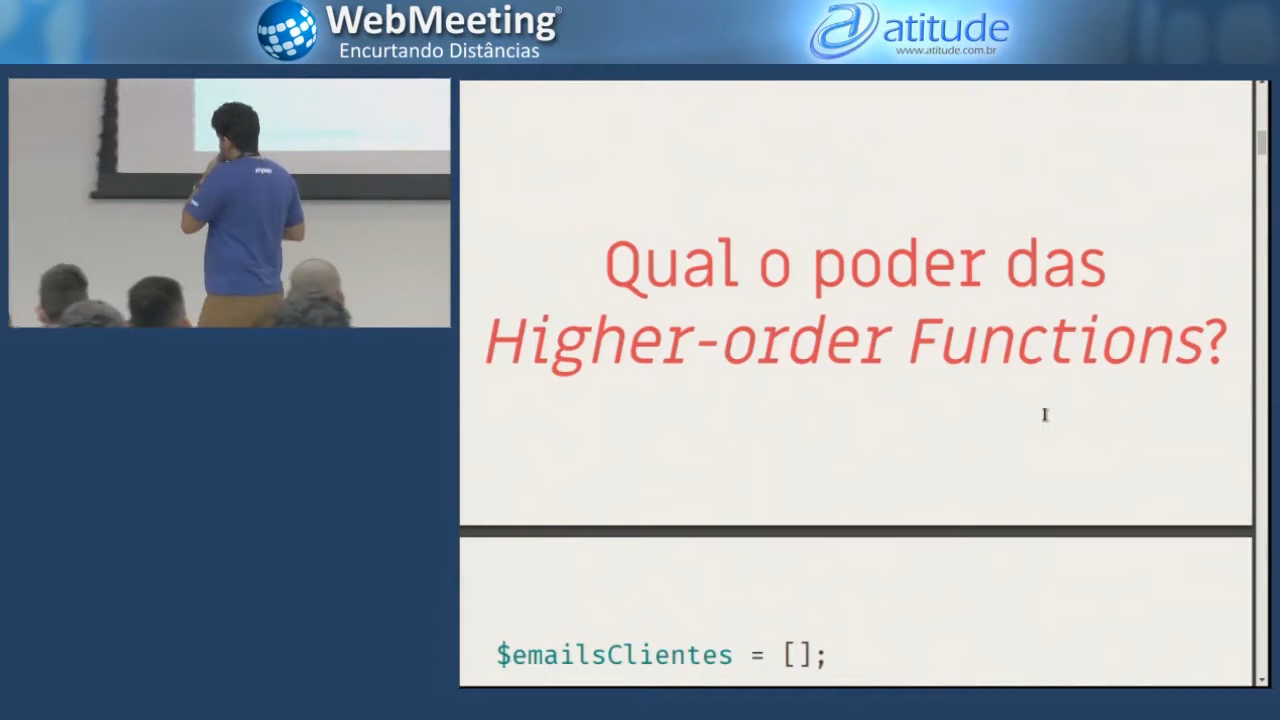 WebMeeting®
Encurtando Distâncias
atitude
www.atitude.com.br
Qual o poder das
Higher-order Functions?
$emailsClientes = [];